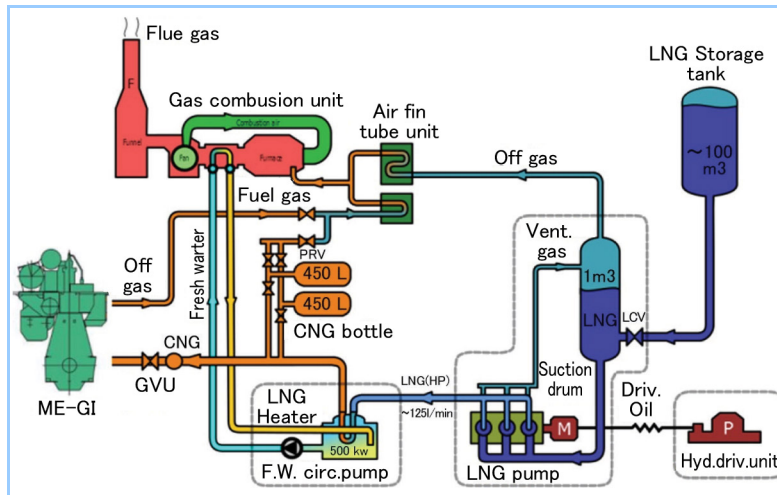 Flue gas
LNG Storage
tank
F
Gas combusion unit
Combustion air
Air fin
tube unit
Funnel
Fan
Furnace
Off gas
~100
m3
Fuel gas
Vent.
gas
Off
gas
Fresh warter
PRV
450 L
450 L
1m3
CNG bottle
LNG
LCV
CNG
GVU
ME-GI
LNG
Heater
LNG(HP)
~125l/min
Suction
drum
Driv.
Oil
500 kw
M
P
F.W. circ.pump
LNG pump
Hyd.driv.unit